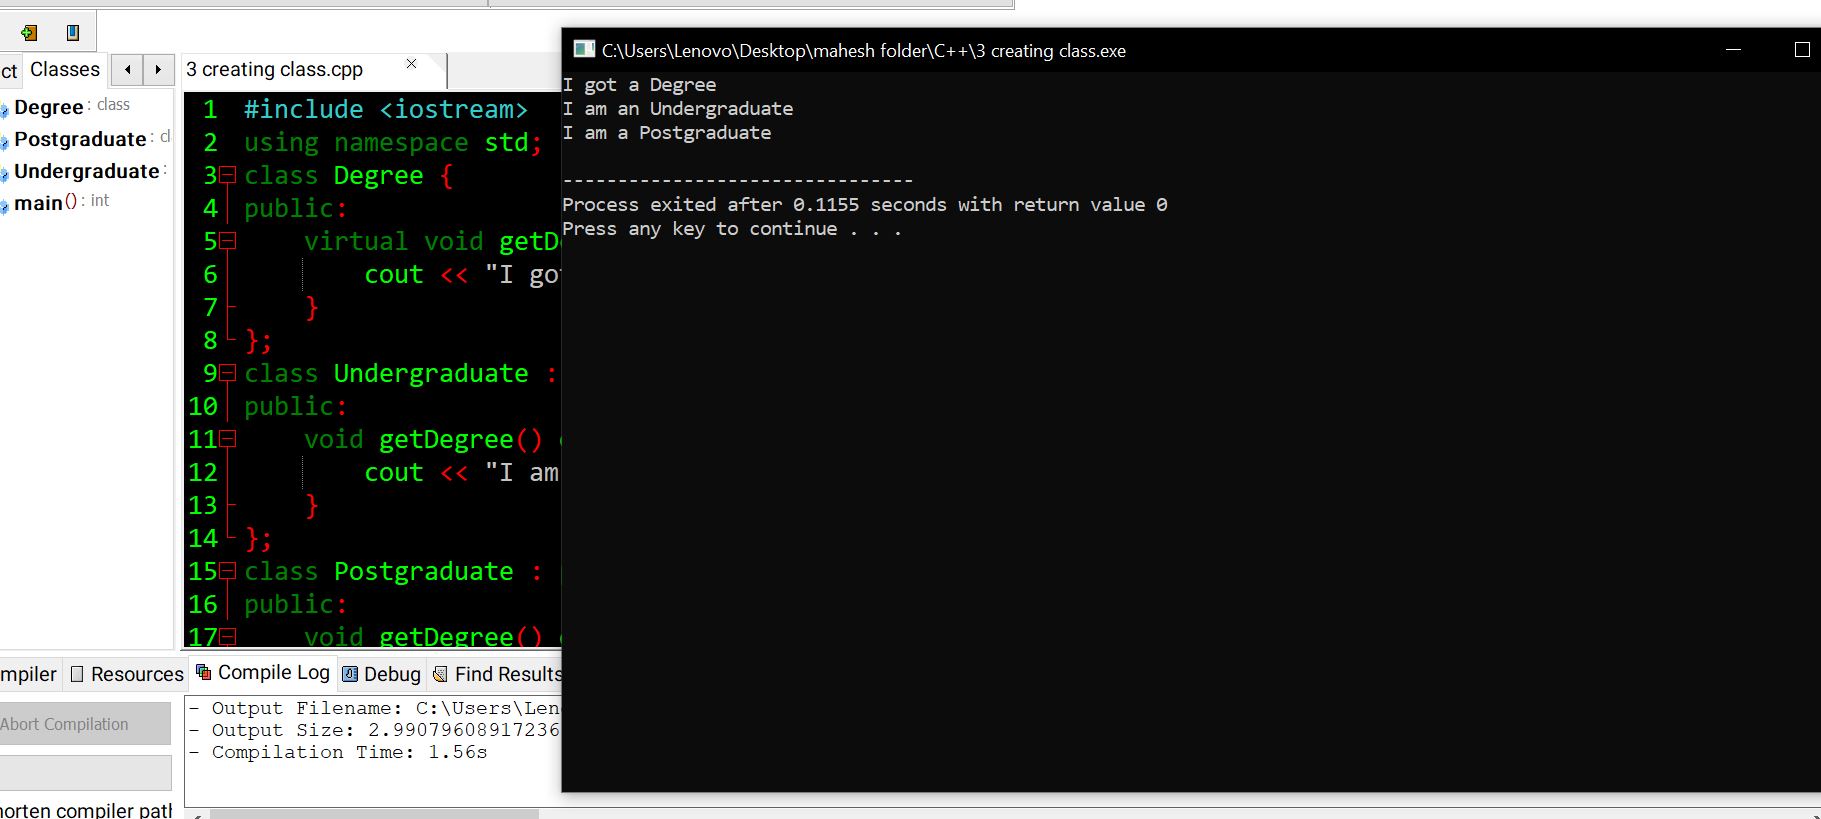 C:\Users\Lenovo\Desktop\mahesh folder\C++\3 creating class.exe
ct Classes
3 creating class.cpp
Degree : class
Postgraduate : cl
Undergraduate :
main() : int
1 #include <iostream>
2 using namespace std;
3 class Degree {
4 public:
5 virtual void getD
6 cout << "I go
7 }
8 };
9 class Undergraduate :
10 public:
11 void getDegree()
12 cout << "I am
13 }
14 };
15 class Postgraduate :
16 public:
17 void getDegree()
I got a Degree
I am an Undergraduate
I am a Postgraduate
--------------------------------
Process exited after 0.1155 seconds with return value 0
Press any key to continue . . .
mpiler Resources Compile Log Debug Find Results
Abort Compilation
- Output Filename: C:\Users\Len
- Output Size: 2.99079608917236
- Compilation Time: 1.56s
horten compiler path